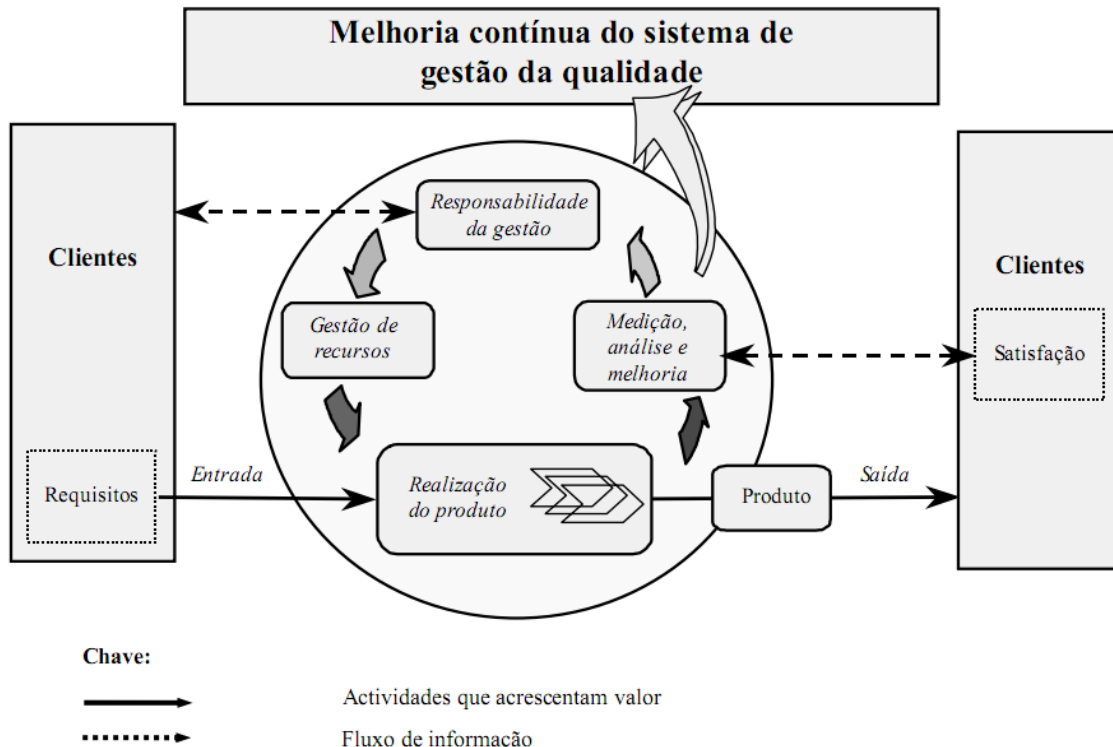 Melhoria contínua do sistema de
gestão da qualidade
Responsabilidade
da gestão
Clientes
Clientes
Gestão de
recursos
Medição,
análise e
melhoria
Satisfação
Requisitos
Entrada
Realização
do produto
Produto
Saída
Chave:
Actividades que acrescentam valor
Fluxo de informação